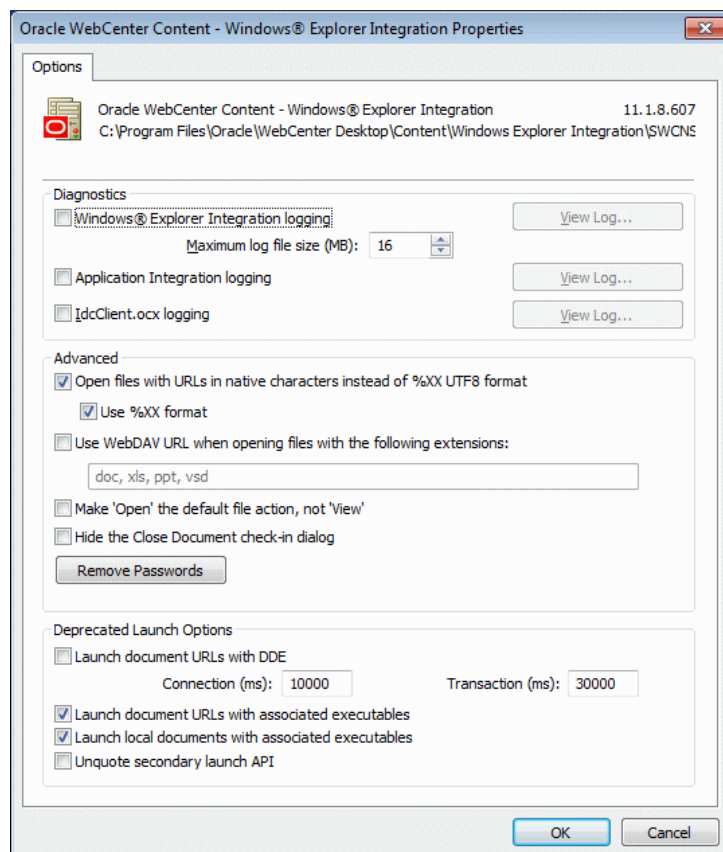 Oracle WebCenter Content - Windows® Explorer Integration Properties
Options
Oracle WebCenter Content - Windows® Explorer Integration 11.1.8.607
C:\Program Files\Oracle\WebCenter Desktop\Content\Windows Explorer Integration\SWCNS
Diagnostics
Windows® Explorer Integration logging View Log...
Maximum log file size (MB): 16
Application Integration logging View Log...
IdcClient.ocx logging View Log...
Advanced
Open files with URLs in native characters instead of %XX UTF8 format
Use %XX format
Use WebDAV URL when opening files with the following extensions:
doc, xls, ppt, vsd
Make 'Open' the default file action, not 'View'
Hide the Close Document check-in dialog
Remove Passwords
Deprecated Launch Options
Launch document URLs with DDE
Connection (ms): 10000 Transaction (ms): 30000
Launch document URLs with associated executables
Launch local documents with associated executables
Unquote secondary launch API
OK Cancel